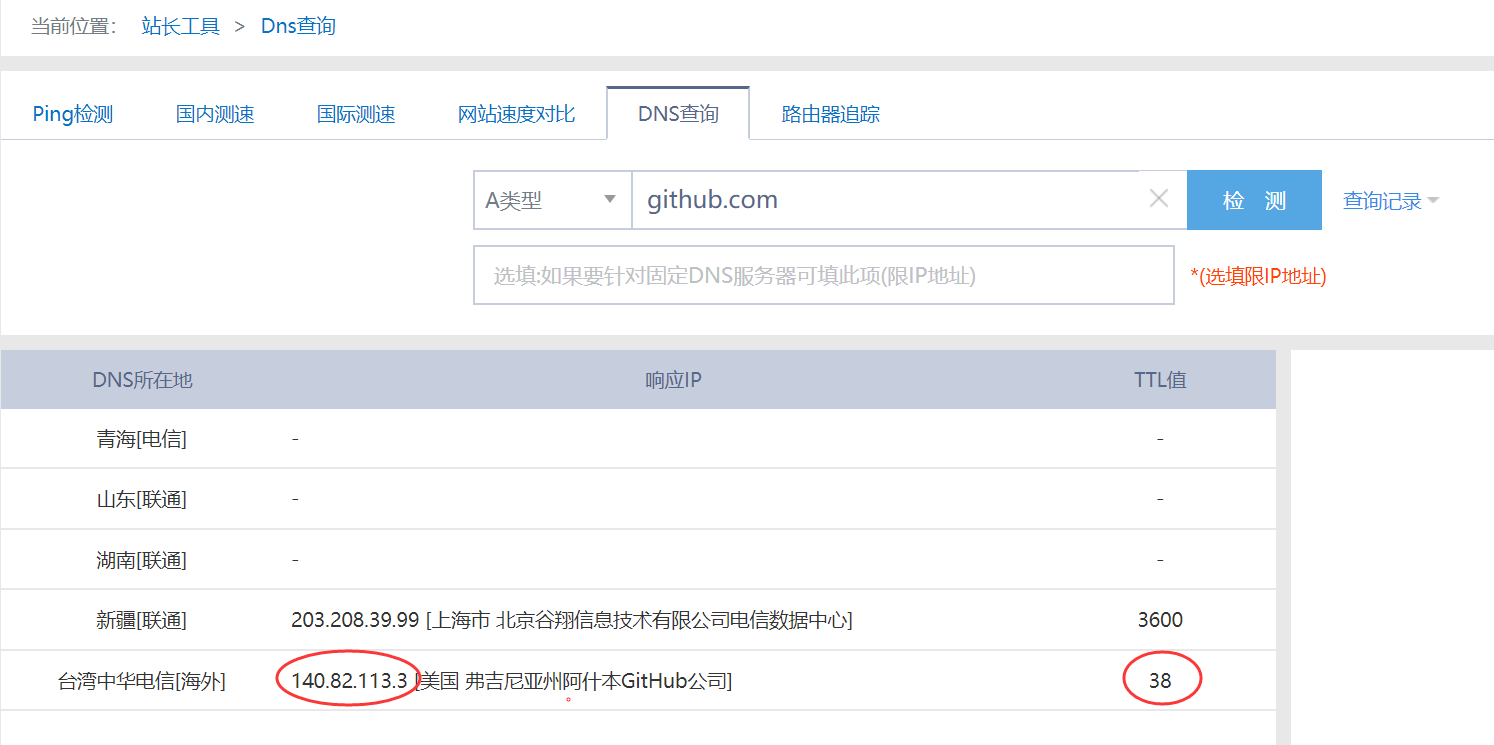 当前位置： 站长工具 > Dns查询
Ping检测 国内测速 国际测速 网站速度对比 DNS查询 路由器追踪
A类型 github.com 检 测 查询记录
选填:如果要针对固定DNS服务器可填此项(限IP地址) *(选填限IP地址)
DNS所在地 响应IP TTL值
青海[电信] - -
山东[联通] - -
湖南[联通] - -
新疆[联通] 203.208.39.99 [上海市 北京谷翔信息技术有限公司电信数据中心] 3600
台湾中华电信[海外] 140.82.113.3 [美国 弗吉尼亚州阿什本GitHub公司] 38